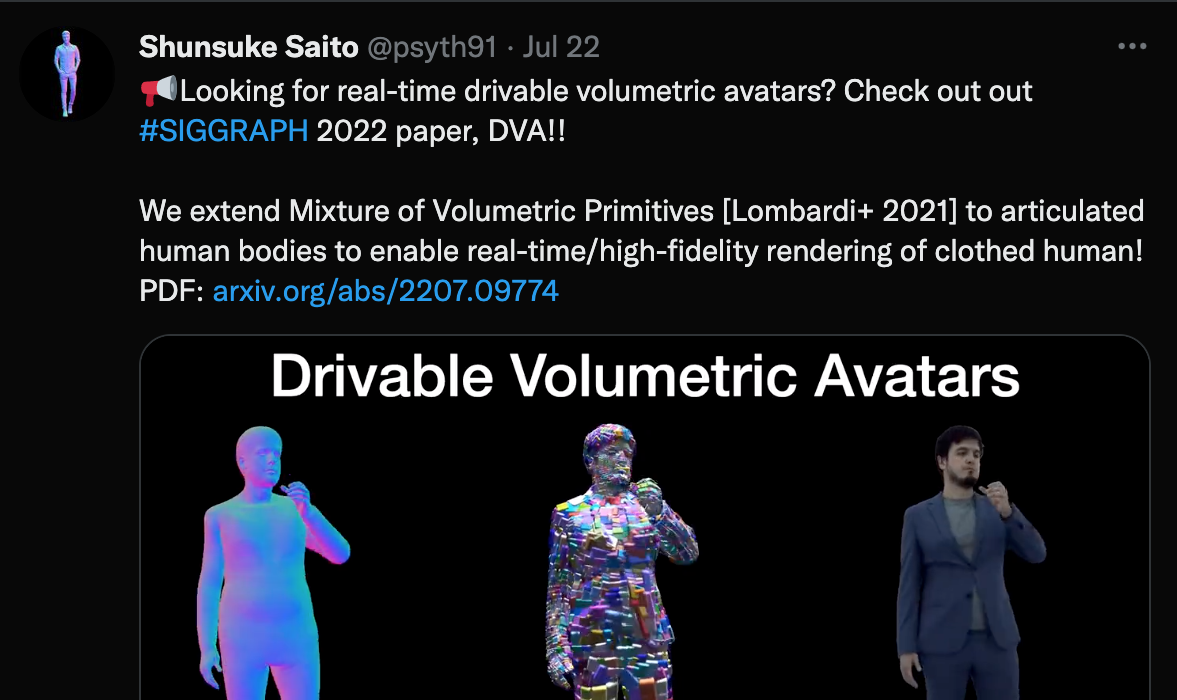 Shunsuke Saito @psyth91 · Jul 22
📢Looking for real-time drivable volumetric avatars? Check out out
#SIGGRAPH 2022 paper, DVA!!
We extend Mixture of Volumetric Primitives [Lombardi+ 2021] to articulated
human bodies to enable real-time/high-fidelity rendering of clothed human!
PDF: arxiv.org/abs/2207.09774
Drivable Volumetric Avatars